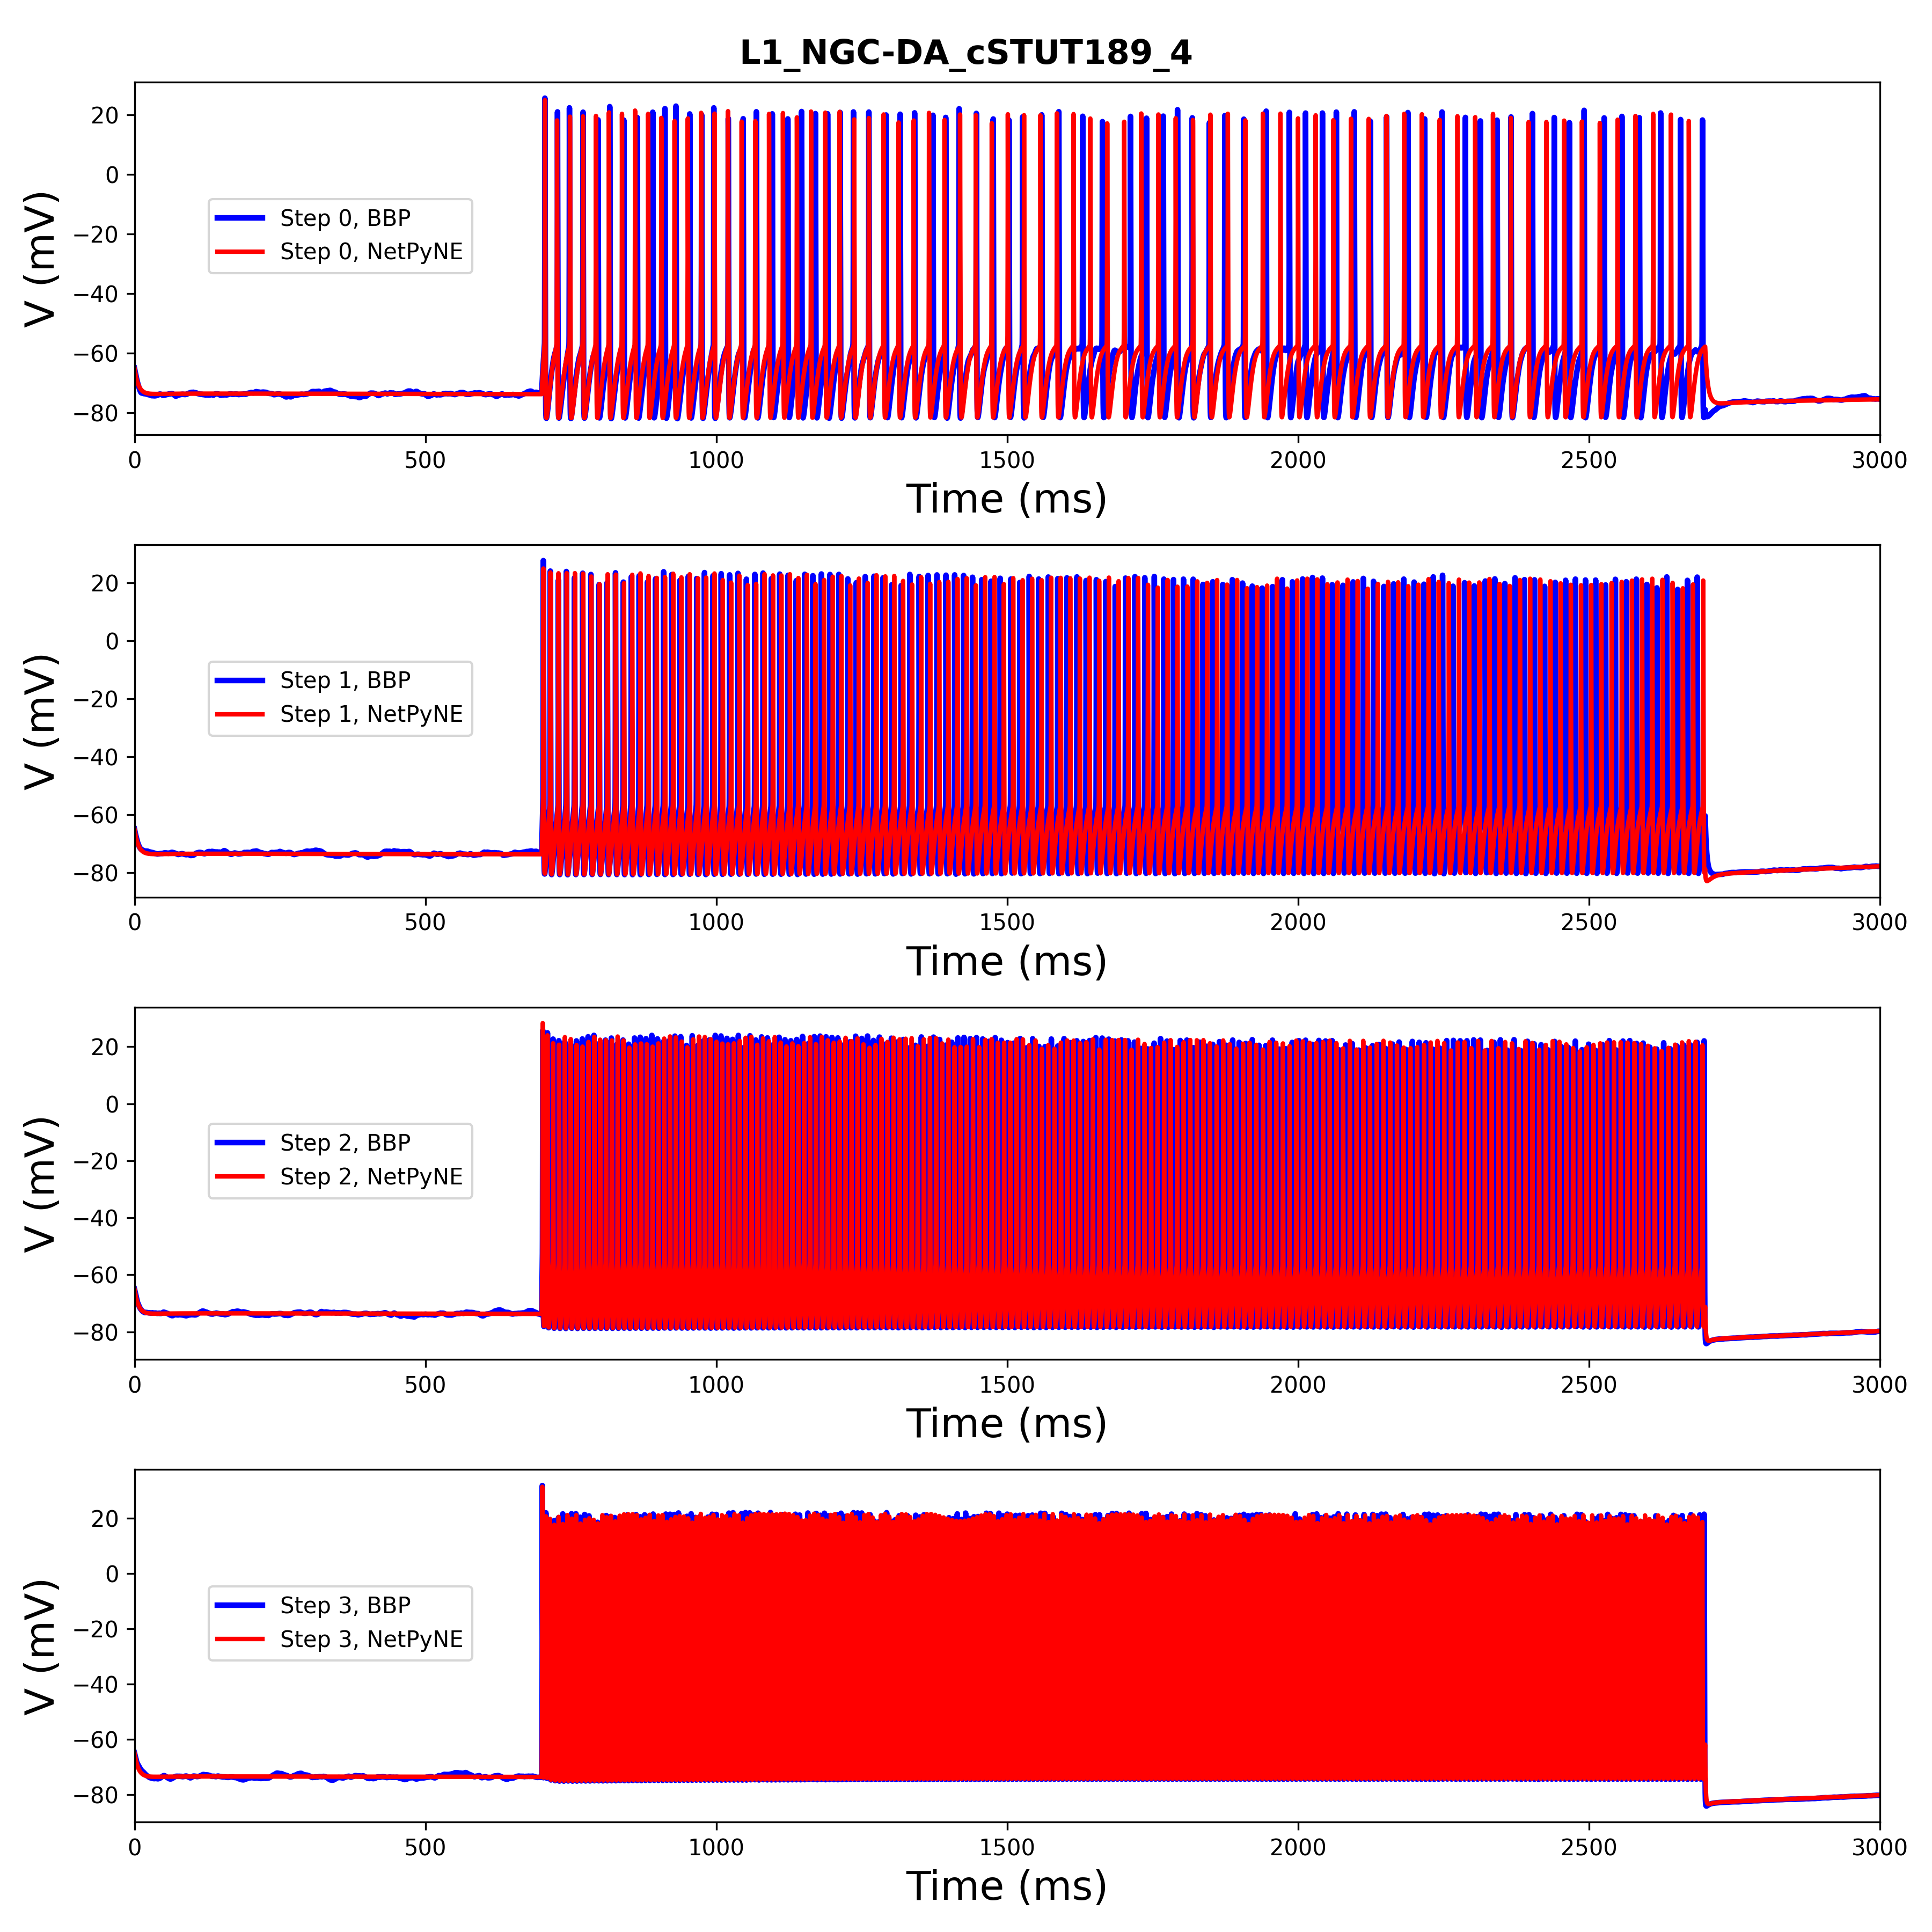 L1_NGC-DA_cSTUT189_4
20
0
−20
−40
−60
−80
V (mV)
Step 0, BBP
Step 0, NetPyNE
0 500 1000 1500 2000 2500 3000
Time (ms)
20
0
−20
−40
−60
−80
V (mV)
Step 1, BBP
Step 1, NetPyNE
0 500 1000 1500 2000 2500 3000
Time (ms)
20
0
−20
−40
−60
−80
V (mV)
Step 2, BBP
Step 2, NetPyNE
0 500 1000 1500 2000 2500 3000
Time (ms)
20
0
−20
−40
−60
−80
V (mV)
Step 3, BBP
Step 3, NetPyNE
0 500 1000 1500 2000 2500 3000
Time (ms)